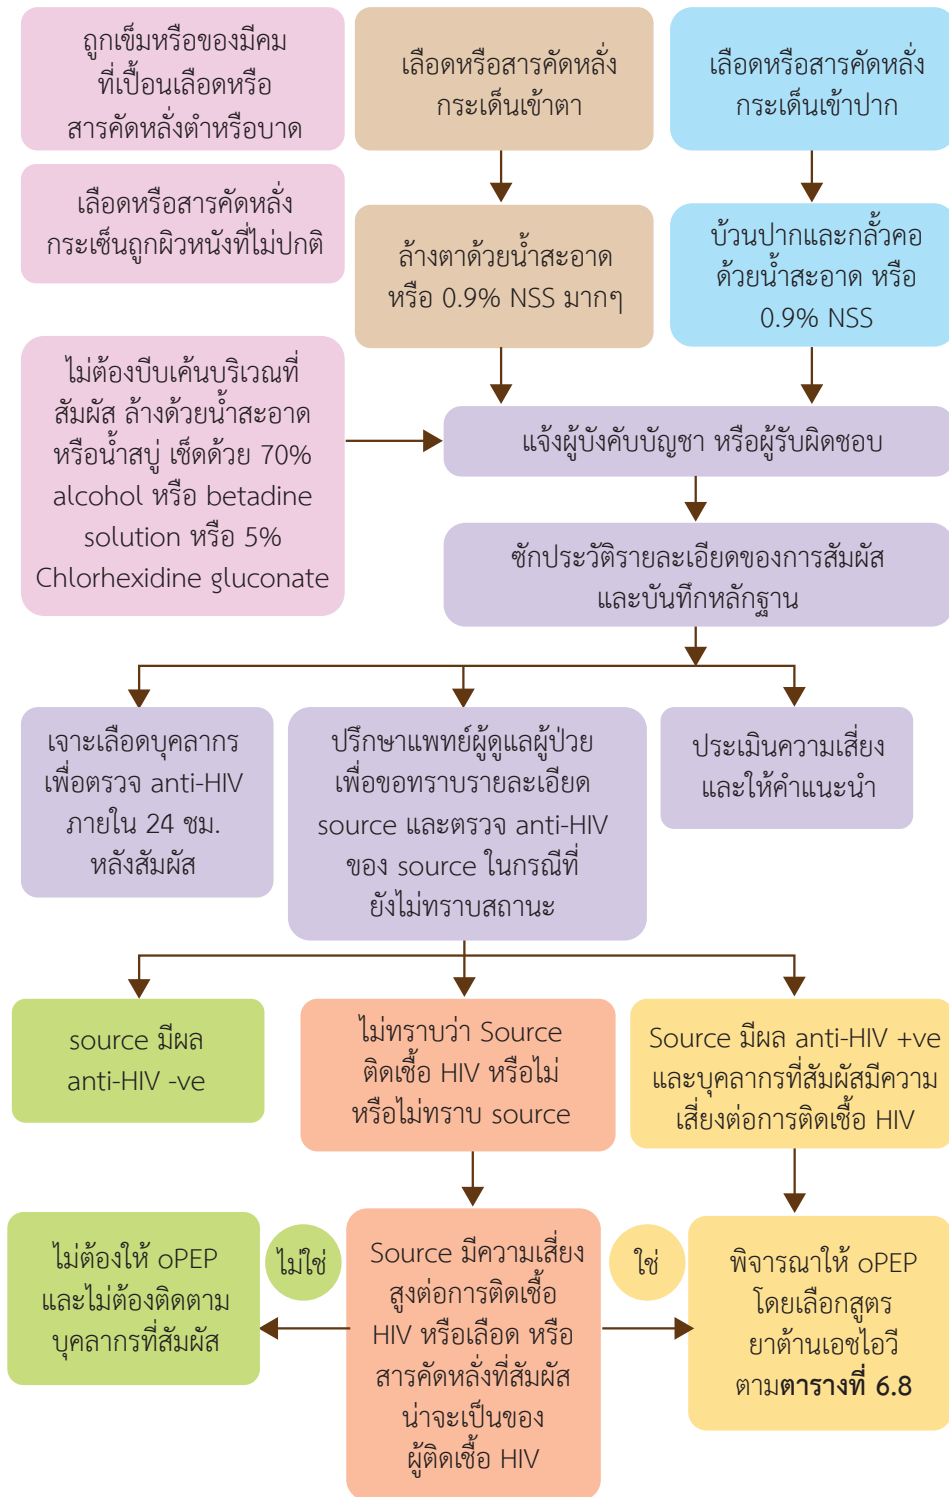 ถูกเข็มหรือของมีคม
ที่เปื้อนเลือดหรือ
สารคัดหลั่งตำหรือบาด
เลือดหรือสารคัดหลั่ง
กระเซ็นถูกผิวหนังที่ไม่ปกติ
ไม่ต้องบีบเค้นบริเวณที่
สัมผัส ล้างด้วยน้ำสะอาด
หรือน้ำสบู่ เช็ดด้วย 70%
alcohol หรือ betadine
solution หรือ 5%
Chlorhexidine gluconate
เลือดหรือสารคัดหลั่ง
กระเด็นเข้าตา
ล้างตาด้วยน้ำสะอาด
หรือ 0.9% NSS มากๆ
เลือดหรือสารคัดหลั่ง
กระเด็นเข้าปาก
บ้วนปากและกลั้วคอ
ด้วยน้ำสะอาด หรือ
0.9% NSS
แจ้งผู้บังคับบัญชา หรือผู้รับผิดชอบ
ซักประวัติรายละเอียดของการสัมผัส
และบันทึกหลักฐาน
เจาะเลือดบุคลากร
เพื่อตรวจ anti-HIV
ภายใน 24 ชม.
หลังสัมผัส
ปรึกษาแพทย์ผู้ดูแลผู้ป่วย
เพื่อขอทราบรายละเอียด
source และตรวจ anti-HIV
ของ source ในกรณีที่
ยังไม่ทราบสถานะ
ประเมินความเสี่ยง
และให้คำแนะนำ
source มีผล
anti-HIV -ve
ไม่ทราบว่า Source
ติดเชื้อ HIV หรือไม่
หรือไม่ทราบ source
Source มีผล anti-HIV +ve
และบุคลากรที่สัมผัสมีความ
เสี่ยงต่อการติดเชื้อ HIV
ไม่ต้องให้ oPEP
และไม่ต้องติดตาม
บุคลากรที่สัมผัส
ไม่ใช่
Source มีความเสี่ยง
สูงต่อการติดเชื้อ
HIV หรือเลือด หรือ
สารคัดหลั่งที่สัมผัส
น่าจะเป็นของ
ผู้ติดเชื้อ HIV
ใช่
พิจารณาให้ oPEP
โดยเลือกสูตร
ยาต้านเอชไอวี
ตามตารางที่ 6.8